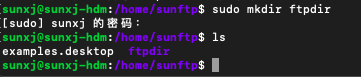 sunxj@sunxj-hdm:/home/sunftp$ sudo mkdir ftpdir
[[sudo] sunxj 的密码：
sunxj@sunxj-hdm:/home/sunftp$ ls
examples.desktop  ftpdir
sunxj@sunxj-hdm:/home/sunftp$